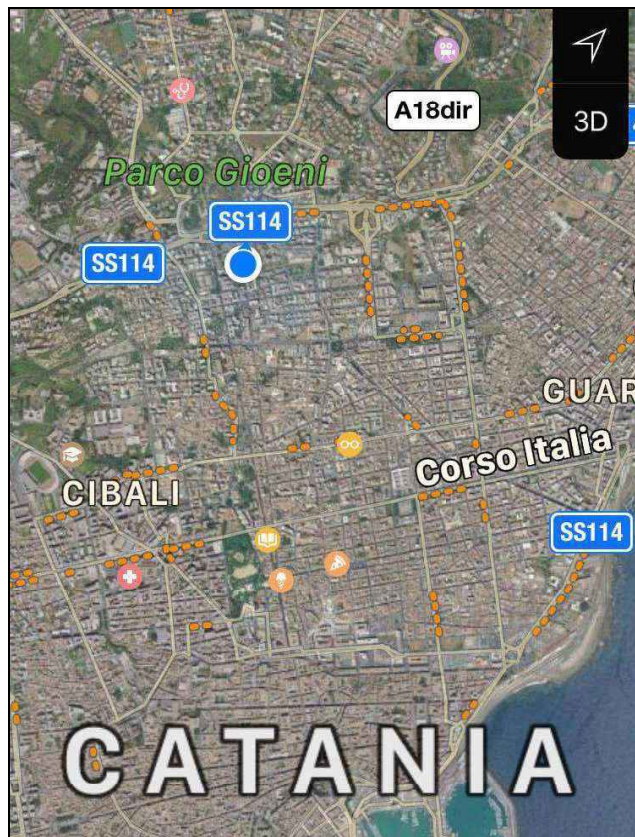 A18dir
3D
Parco Gioeni
SS114
SS114
GUAR
Corso Italia
CIBALI
SS114
CATANIA